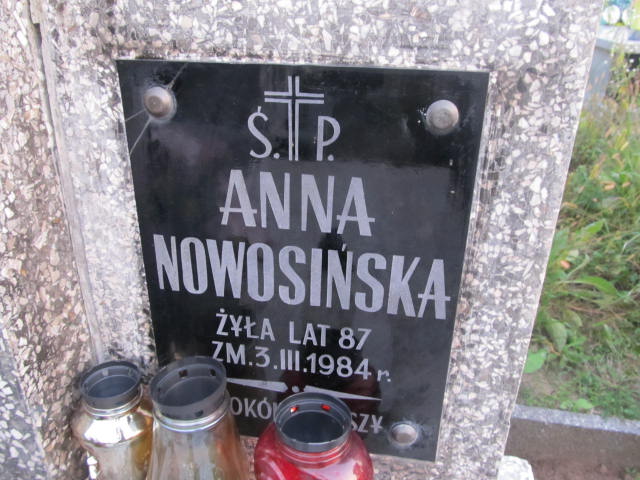 Ś. P.
ANNA
NOWOSIŃSKA
ŻYŁA LAT 87
ZM. 3.III.1984 r.